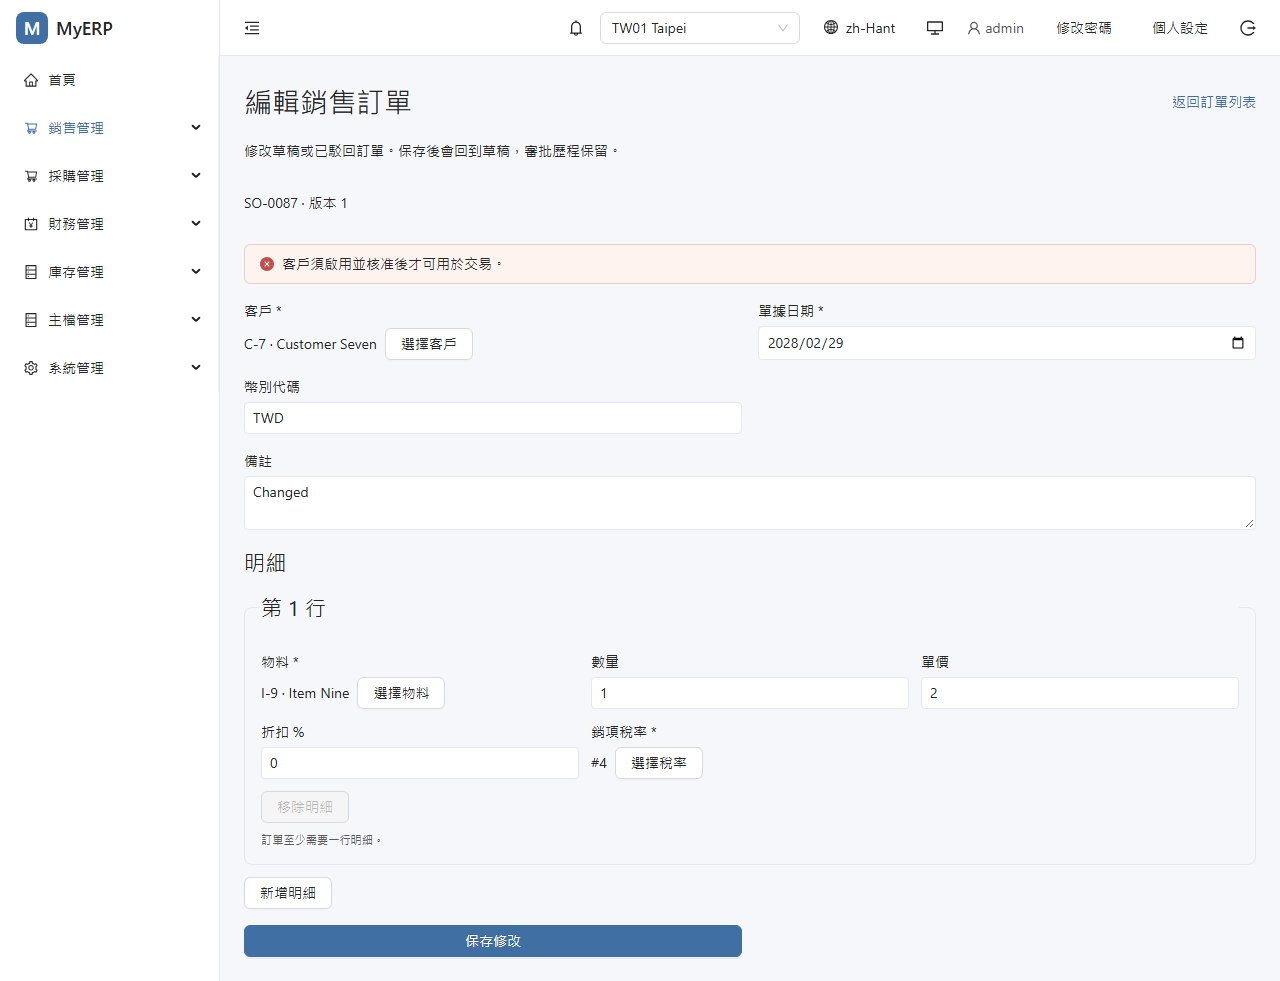 M MyERP
TW01 Taipei
zh-Hant
admin
修改密碼
個人設定
首頁
銷售管理
採購管理
財務管理
庫存管理
主檔管理
系統管理
編輯銷售訂單
返回訂單列表
修改草稿或已駁回訂單。保存後會回到草稿，審批歷程保留。
SO-0087 · 版本 1
客戶須啟用並核准後才可用於交易。
客戶 *
C-7 · Customer Seven
選擇客戶
單據日期 *
2028/02/29
幣別代碼
TWD
備註
Changed
明細
第 1 行
物料 *
I-9 · Item Nine
選擇物料
數量
1
單價
2
折扣 %
0
銷項稅率 *
#4
選擇稅率
移除明細
訂單至少需要一行明細。
新增明細
保存修改